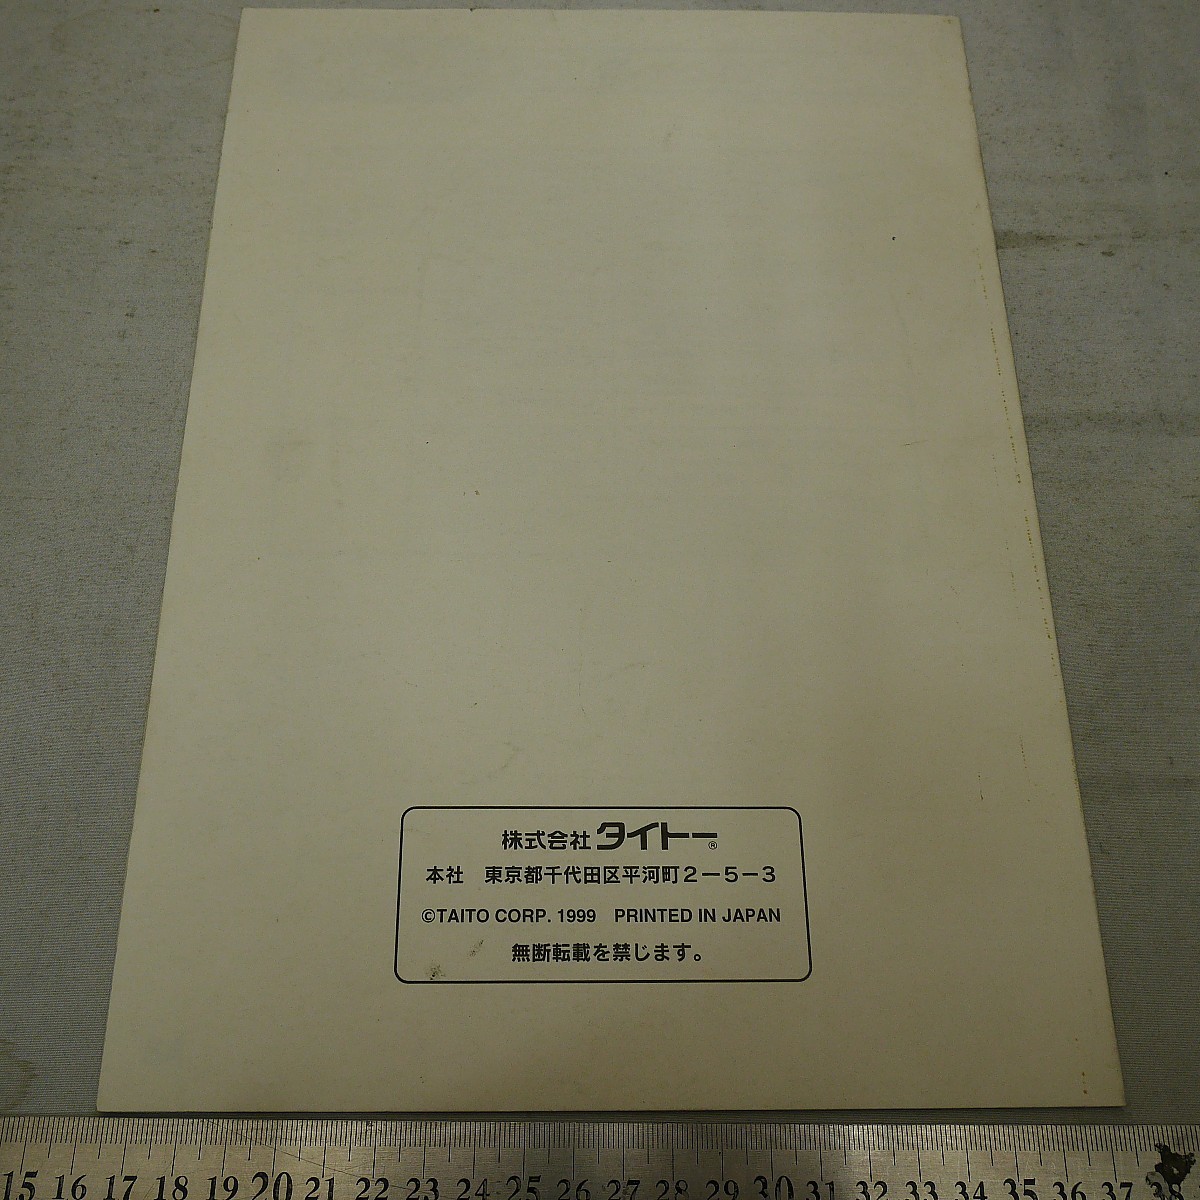 株式会社タイトー®
本社　東京都千代田区平河町2-5-3
©TAITO CORP. 1999　PRINTED IN JAPAN
無断転載を禁じます。
15 16 17 18 19 20 21 22 23 24 25 26 27 28 29 30 31 32 33 34 35 36 37 38